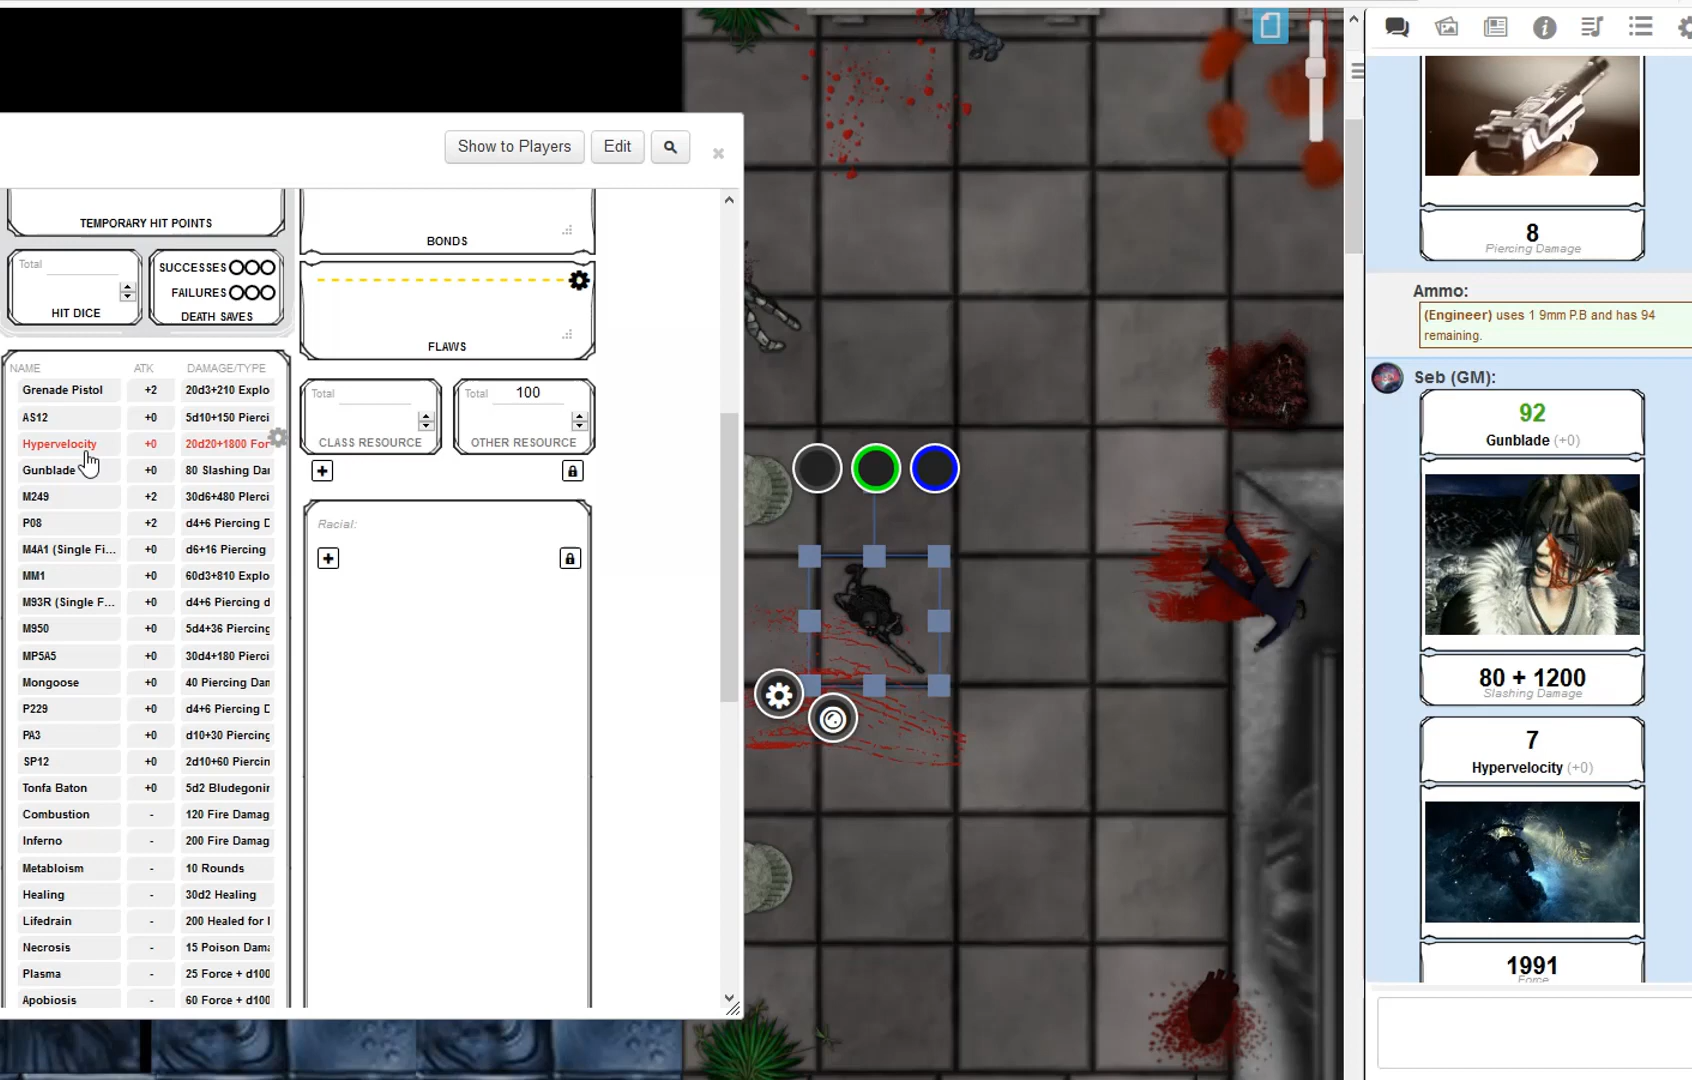 Show to Players
Edit
TEMPORARY HIT POINTS
Total
HIT DICE
SUCCESSES
FAILURES
DEATH SAVES
NAME ATK DAMAGE/TYPE
Grenade Pistol +2 20d3+210 Explo
AS12 +0 5d10+150 Pierci
Hypervelocity +0 20d20+1800 For
Gunblade +0 80 Slashing Dar
M249 +2 30d6+480 PIerci
P08 +2 d4+6 Piercing D
M4A1 (Single Fi... +0 d6+16 Piercing
MM1 +0 60d3+810 Explo
M93R (Single F... +0 d4+6 Piercing d
M950 +0 5d4+36 Piercing
MP5A5 +0 30d4+180 Pierci
Mongoose +0 40 Piercing Dan
P229 +0 d4+6 Piercing D
PA3 +0 d10+30 Piercing
SP12 +0 2d10+60 Piercin
Tonfa Baton +0 5d2 Bludegonir
Combustion - 120 Fire Damag
Inferno - 200 Fire Damag
Metabloism - 10 Rounds
Healing - 30d2 Healing
Lifedrain - 200 Healed for l
Necrosis - 15 Poison Dama
Plasma - 25 Force + d100
Apobiosis - 60 Force + d100
BONDS
FLAWS
Total
CLASS RESOURCE
Total 100
OTHER RESOURCE
Racial:
8
Piercing Damage
Ammo:
(Engineer) uses 1 9mm P.B and has 94
remaining.
Seb (GM):
92
Gunblade (+0)
80 + 1200
Slashing Damage
7
Hypervelocity (+0)
1991
Force